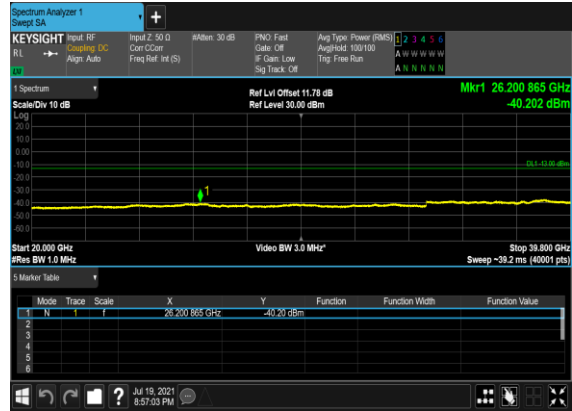 Spectrum Analyzer 1
Swept SA
+
KEYSIGHT Input: RF Input Z: 50 Ω #Atten: 30 dB PNO: Fast Avg Type: Power (RMS) 1 2 3 4 5 6
RL Coupling: DC Corr CCorr Gate: Off Avg|Hold: 100/100 A W W W W W
Align: Auto Freq Ref: Int (S) IF Gain: Low Trig: Free Run
Sig Track: Off A N N N N N
1 Spectrum Ref Lvl Offset 11.78 dB Mkr1 26.200 865 GHz
Scale/Div 10 dB Ref Level 30.00 dBm -40.202 dBm
Log
20.0
10.0
0.00
-10.0 DL1 -13.00 dBm
-20.0
-30.0 1
-40.0
-50.0
-60.0
Start 20.000 GHz Video BW 3.0 MHz* Stop 39.800 GHz
#Res BW 1.0 MHz Sweep ~39.2 ms (40001 pts)
5 Marker Table
Mode Trace Scale X Y Function Function Width Function Value
1 N 1 f 26.200 865 GHz -40.20 dBm
2
3
4
5
6
? Jul 19, 2021
8:57:03 PM